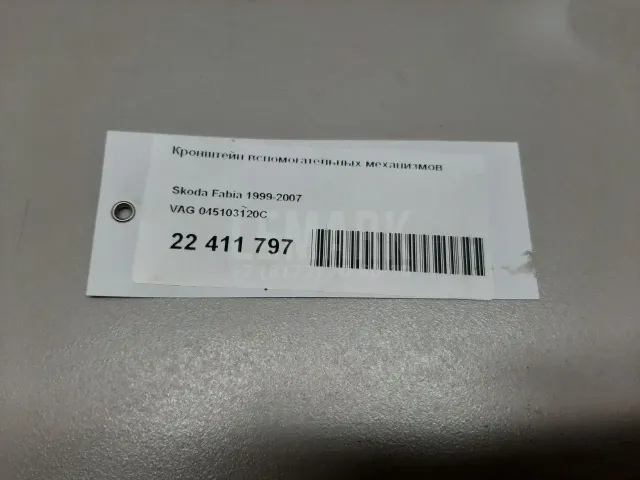 Кронштейн вспомогательных механизмов
Skoda Fabia 1999-2007
VAG 045103120C
22 411 797